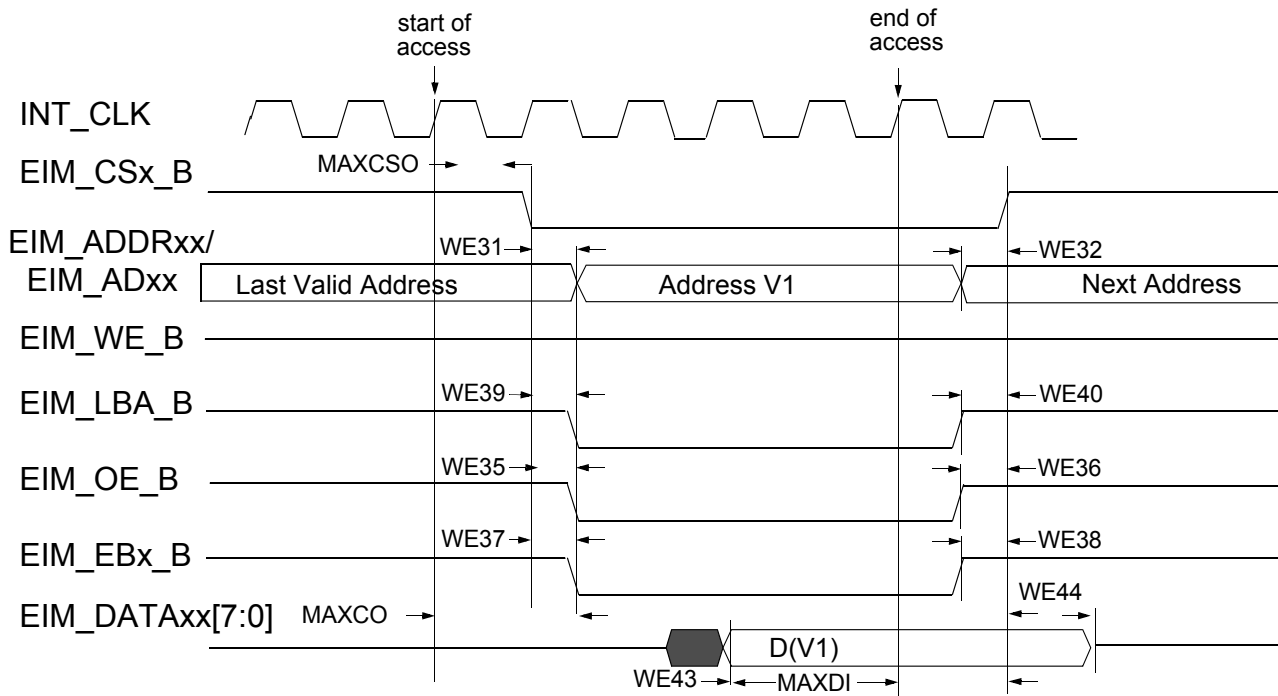 start of
access
end of
access
INT_CLK
MAXCSO
EIM_CSx_B
EIM_ADDRxx/
EIM_ADxx
WE31
WE32
Last Valid Address
Address V1
Next Address
EIM_WE_B
WE39
WE40
EIM_LBA_B
WE35
WE36
EIM_OE_B
WE37
WE38
EIM_EBx_B
WE44
EIM_DATAxx[7:0]
MAXCO
D(V1)
WE43
MAXDI